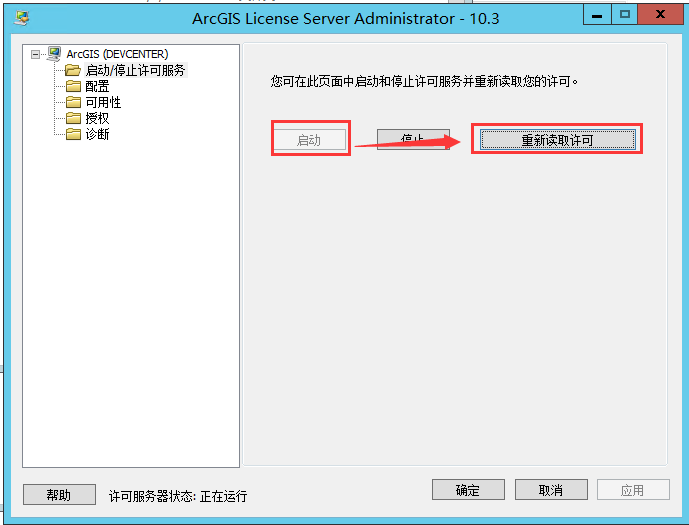 ArcGIS License Server Administrator - 10.3
ArcGIS (DEVCENTER)
启动/停止许可服务
配置
可用性
授权
诊断
您可在此页面中启动和停止许可服务并重新读取您的许可。
启动
停止
重新读取许可
帮助
许可服务器状态: 正在运行
确定
取消
应用